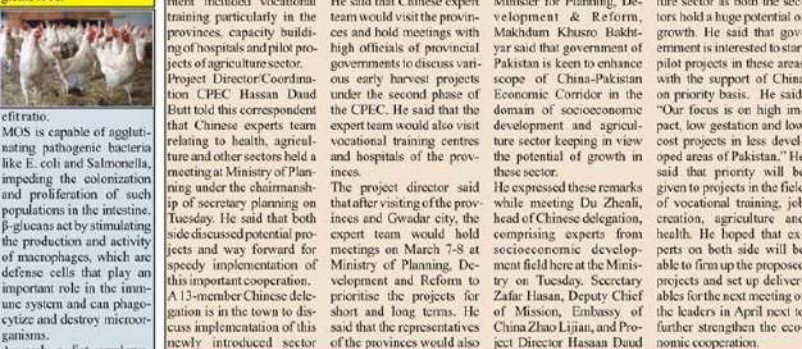 efit ratio.
MOS is capable of aggluti-
nating pathogenic bacteria
like E. coli and Salmonella,
impeding the colonization
and proliferation of such
populations in the intestine.
β-glucans act by stimulating
the production and activity
of macrophages, which are
defense cells that play an
important role in the imm-
une system and can phago-
cytize and destroy microor-
ganisms.
ment included vocational
training particularly in the
provinces, capacity buildi-
ng of hospitals and pilot pro-
jects of agriculture sector.
Project Director/Coordina-
tion CPEC Hassan Daud
Butt told this correspondent
that Chinese experts team
relating to health, agricul-
ture and other sectors held a
meeting at Ministry of Plan-
ning under the chairmansh-
ip of secretary planning on
Tuesday. He said that both
side discussed potential pro-
jects and way forward for
speedy implementation of
this important cooperation.
A 13-member Chinese dele-
gation is in the town to dis-
cuss implementation of this
newly introduced sector
He said that Chinese expert
team would visit the provin-
ces and hold meetings with
high officials of provincial
governments to discuss vari-
ous early harvest projects
under the second phase of
the CPEC. He said that the
expert team would also visit
vocational training centres
and hospitals of the prov-
inces.
The project director said
that after visiting of the prov-
inces and Gwadar city, the
expert team would hold
meetings on March 7-8 at
Ministry of Planning, De-
velopment and Reform to
prioritise the projects for
short and long terms. He
said that the representatives
of the provinces would also
Minister for Planning, De-
velopment & Reform,
Makhdum Khusro Bakht-
yar said that government of
Pakistan is keen to enhance
scope of China-Pakistan
Economic Corridor in the
domain of socioeconomic
development and agricul-
ture sector keeping in view
the potential of growth in
these sector.
He expressed these remarks
while meeting Du Zhenli,
head of Chinese delegation,
comprising experts from
socioeconomic develop-
ment field here at the Minis-
try on Tuesday. Secretary
Zafar Hasan, Deputy Chief
of Mission, Embassy of
China Zhao Lijian, and Pro-
ject Director Hasaan Daud
ture sector as both the sec-
tors hold a huge potential o
growth. He said that gov-
ernment is interested to star
pilot projects in these areas
with the support of China
on priority basis. He said
"Our focus is on high im-
pact, low gestation and low
cost projects in less devel-
oped areas of Pakistan." He
said that priority will be
given to projects in the field
of vocational training, job
creation, agriculture and
health. He hoped that ex-
perts on both side will be
able to firm up the proposed
projects and set up deliver-
ables for the next meeting o
the leaders in April next to
further strengthen the eco-
nomic cooperation.